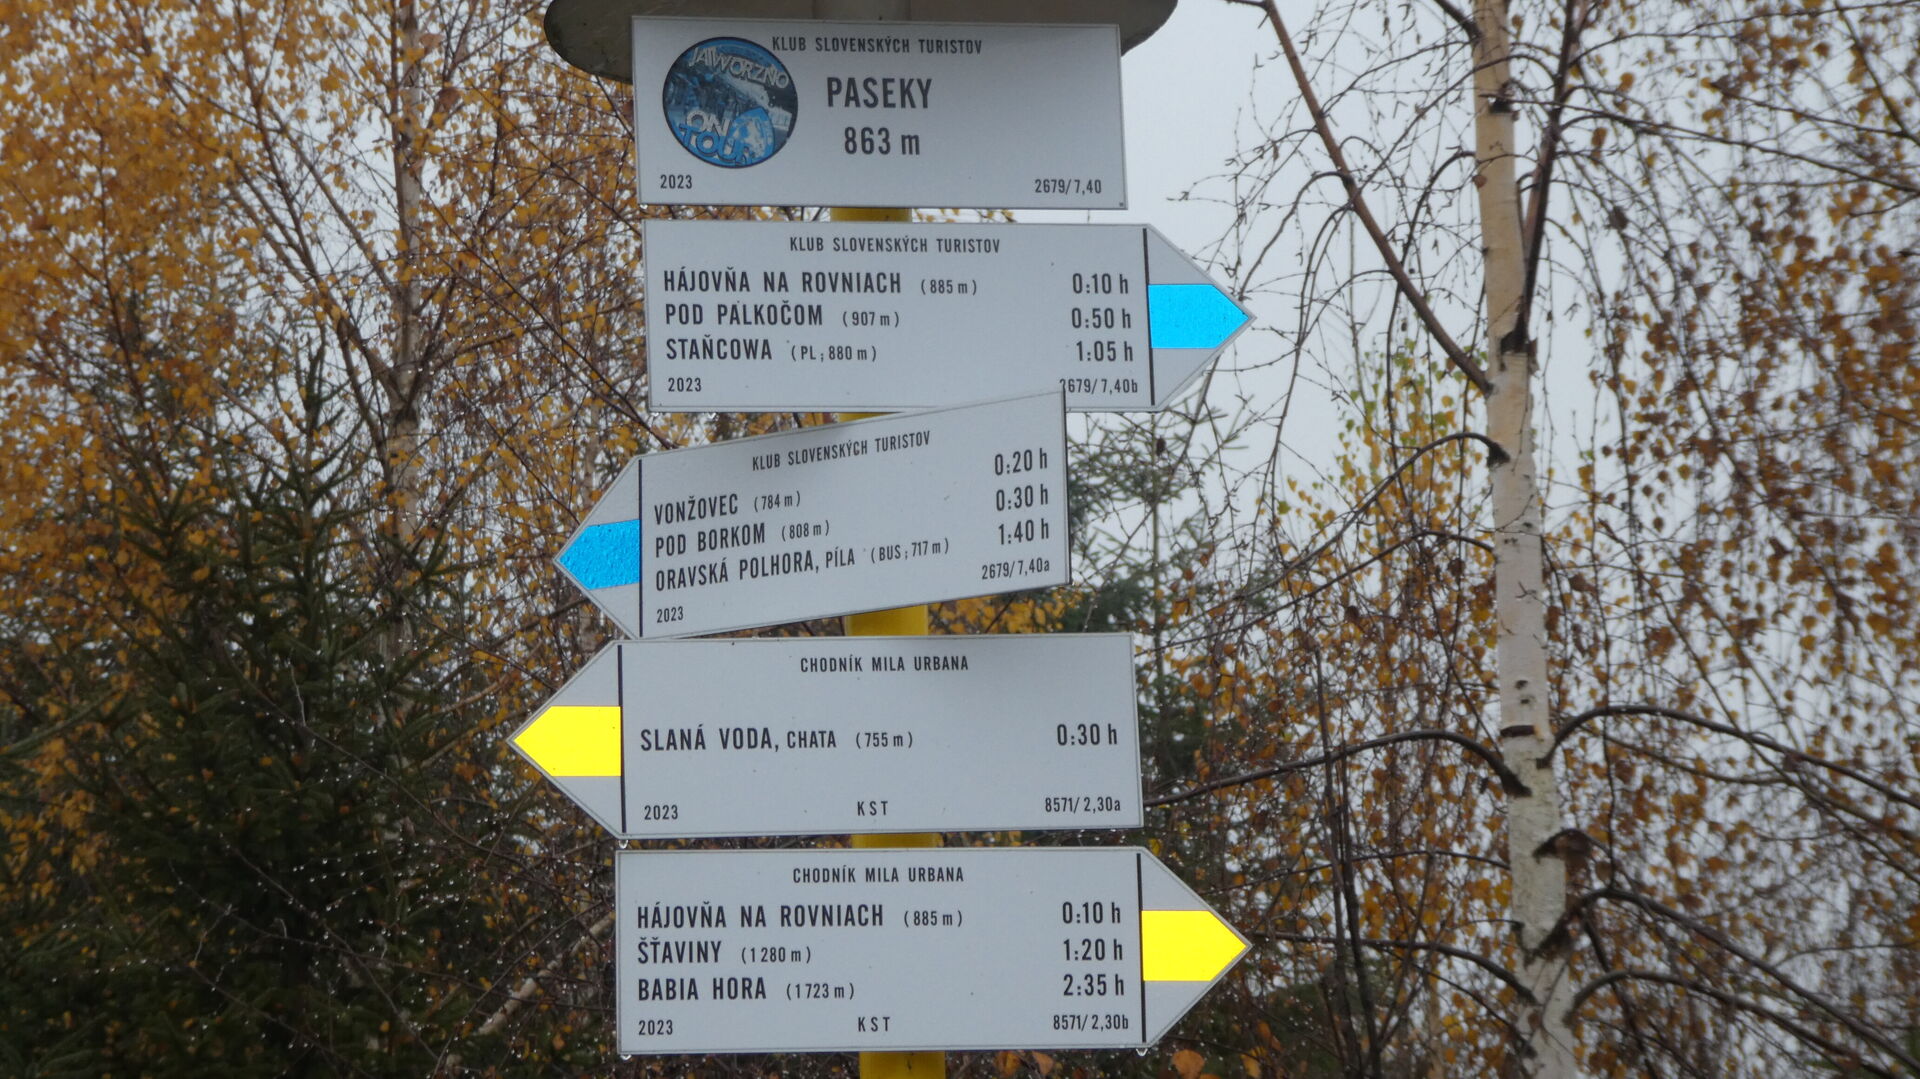 KLUB SLOVENSKÝCH TURISTOV
JAWORZNO
ON
TOUR
PASEKY
863 m
2023 2679/7,40
KLUB SLOVENSKÝCH TURISTOV
HÁJOVŇA NA ROVNIACH (885 m) 0:10 h
POD PALKOČOM (907 m) 0:50 h
STAŇCOWA (PL; 880 m) 1:05 h
2023 2679/7,40b
KLUB SLOVENSKÝCH TURISTOV
VONŽOVEC (784 m) 0:20 h
POD BORKOM (808 m) 0:30 h
ORAVSKÁ POLHORA, PÍLA (BUS; 717 m) 1:40 h
2023 2679/7,40a
CHODNÍK MILA URBANA
SLANÁ VODA, CHATA (755 m) 0:30 h
2023 KST 8571/2,30a
CHODNÍK MILA URBANA
HÁJOVŇA NA ROVNIACH (885 m) 0:10 h
ŠŤAVINY (1280 m) 1:20 h
BABIA HORA (1723 m) 2:35 h
2023 KST 8571/2,30b